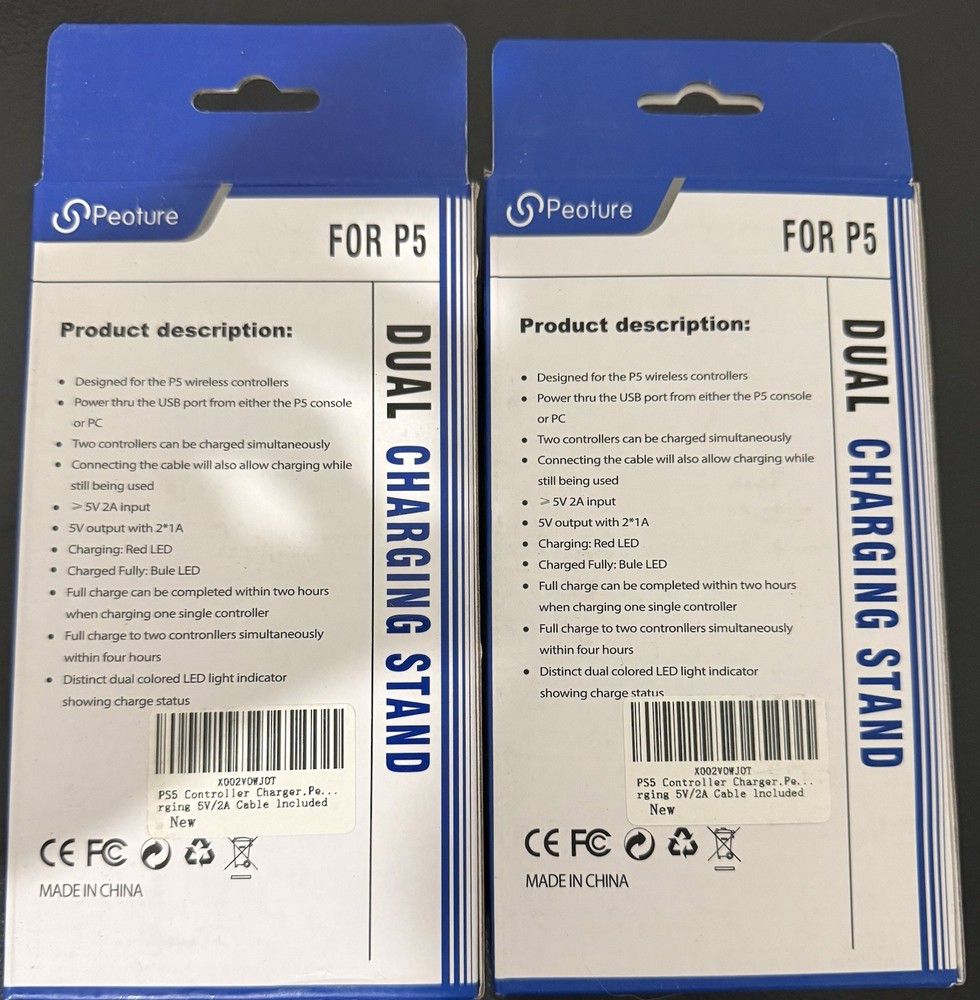 Peoture
FOR P5
Product description:
• Designed for the P5 wireless controllers
• Power thru the USB port from either the P5 console
or PC
• Two controllers can be charged simultaneously
• Connecting the cable will also allow charging while
still being used
• ≥ 5V 2A input
• 5V output with 2*1A
• Charging: Red LED
• Charged Fully: Bule LED
• Full charge can be completed within two hours
when charging one single controller
• Full charge to two contronllers simultaneously
within four hours
• Distinct dual colored LED light indicator
showing charge status
DUAL CHARGING STAND
X002VOWJOT
PS5 Controller Charger,Pe...
rging 5V/2A Cable Included
New
CE FC
MADE IN CHINA
Peoture
FOR P5
Product description:
• Designed for the P5 wireless controllers
• Power thru the USB port from either the P5 console
or PC
• Two controllers can be charged simultaneously
• Connecting the cable will also allow charging while
still being used
• ≥ 5V 2A input
• 5V output with 2*1A
• Charging: Red LED
• Charged Fully: Bule LED
• Full charge can be completed within two hours
when charging one single controller
• Full charge to two contronllers simultaneously
within four hours
• Distinct dual colored LED light indicator
showing charge status
DUAL CHARGING STAND
X002VOWJOT
PS5 Controller Charger,Pe...
rging 5V/2A Cable Included
New
CE FC
MADE IN CHINA